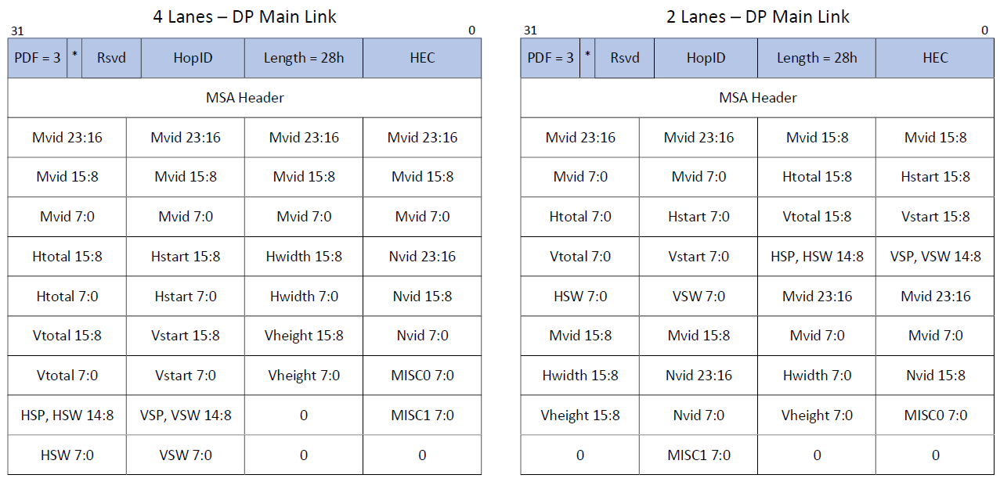 4 Lanes – DP Main Link
31 0
PDF = 3 * Rsvd HopID Length = 28h HEC
MSA Header
Mvid 23:16 Mvid 23:16 Mvid 23:16 Mvid 23:16
Mvid 15:8 Mvid 15:8 Mvid 15:8 Mvid 15:8
Mvid 7:0 Mvid 7:0 Mvid 7:0 Mvid 7:0
Htotal 15:8 Hstart 15:8 Hwidth 15:8 Nvid 23:16
Htotal 7:0 Hstart 7:0 Hwidth 7:0 Nvid 15:8
Vtotal 15:8 Vstart 15:8 Vheight 15:8 Nvid 7:0
Vtotal 7:0 Vstart 7:0 Vheight 7:0 MISC0 7:0
HSP, HSW 14:8 VSP, VSW 14:8 0 MISC1 7:0
HSW 7:0 VSW 7:0 0 0
2 Lanes – DP Main Link
31 0
PDF = 3 * Rsvd HopID Length = 28h HEC
MSA Header
Mvid 23:16 Mvid 23:16 Mvid 15:8 Mvid 15:8
Mvid 7:0 Mvid 7:0 Htotal 15:8 Hstart 15:8
Htotal 7:0 Hstart 7:0 Vtotal 15:8 Vstart 15:8
Vtotal 7:0 Vstart 7:0 HSP, HSW 14:8 VSP, VSW 14:8
HSW 7:0 VSW 7:0 Mvid 23:16 Mvid 23:16
Mvid 15:8 Mvid 15:8 Mvid 7:0 Mvid 7:0
Hwidth 15:8 Nvid 23:16 Hwidth 7:0 Nvid 15:8
Vheight 15:8 Nvid 7:0 Vheight 7:0 MISC0 7:0
0 MISC1 7:0 0 0